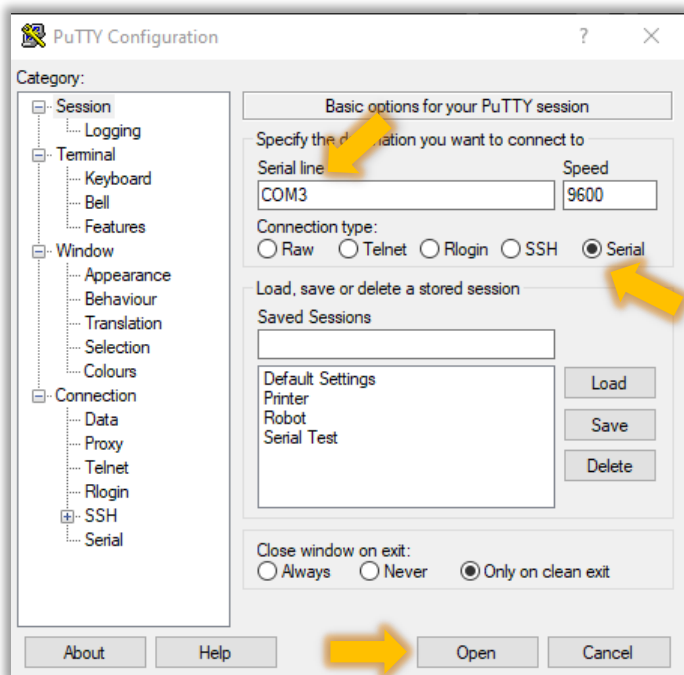 PuTTY Configuration ? ×
Category:
Session
Logging
Terminal
Keyboard
Bell
Features
Window
Appearance
Behaviour
Translation
Selection
Colours
Connection
Data
Proxy
Telnet
Rlogin
SSH
Serial
Basic options for your PuTTY session
Specify the you want to connect to
Serial line Speed
COM3 9600
Connection type:
Raw Telnet Rlogin SSH Serial
Load, save or delete a stored session
Saved Sessions
Default Settings
Printer
Robot
Serial Test
Load
Save
Delete
Close window on exit:
Always Never Only on clean exit
About Help Open Cancel